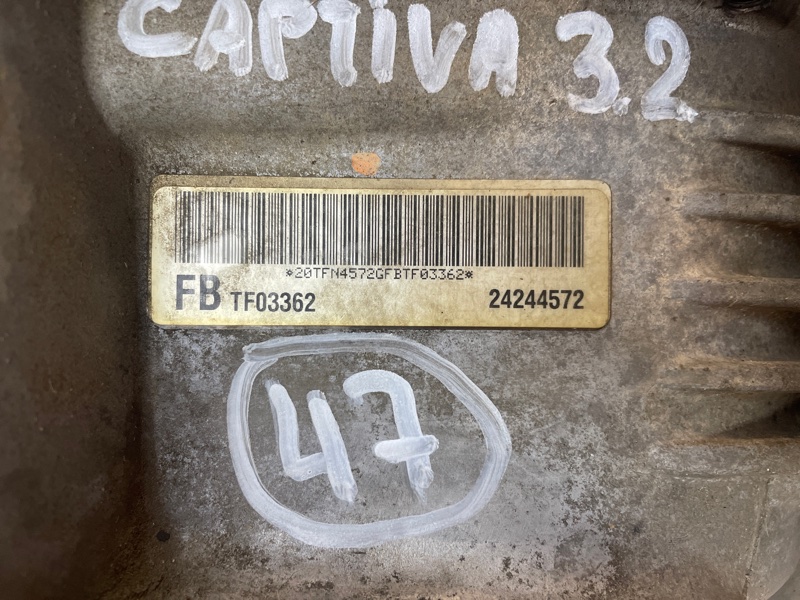 CAPTIVA 3.2
*20TFN4572GFBTF03362*
FB TF03362 24244572
47